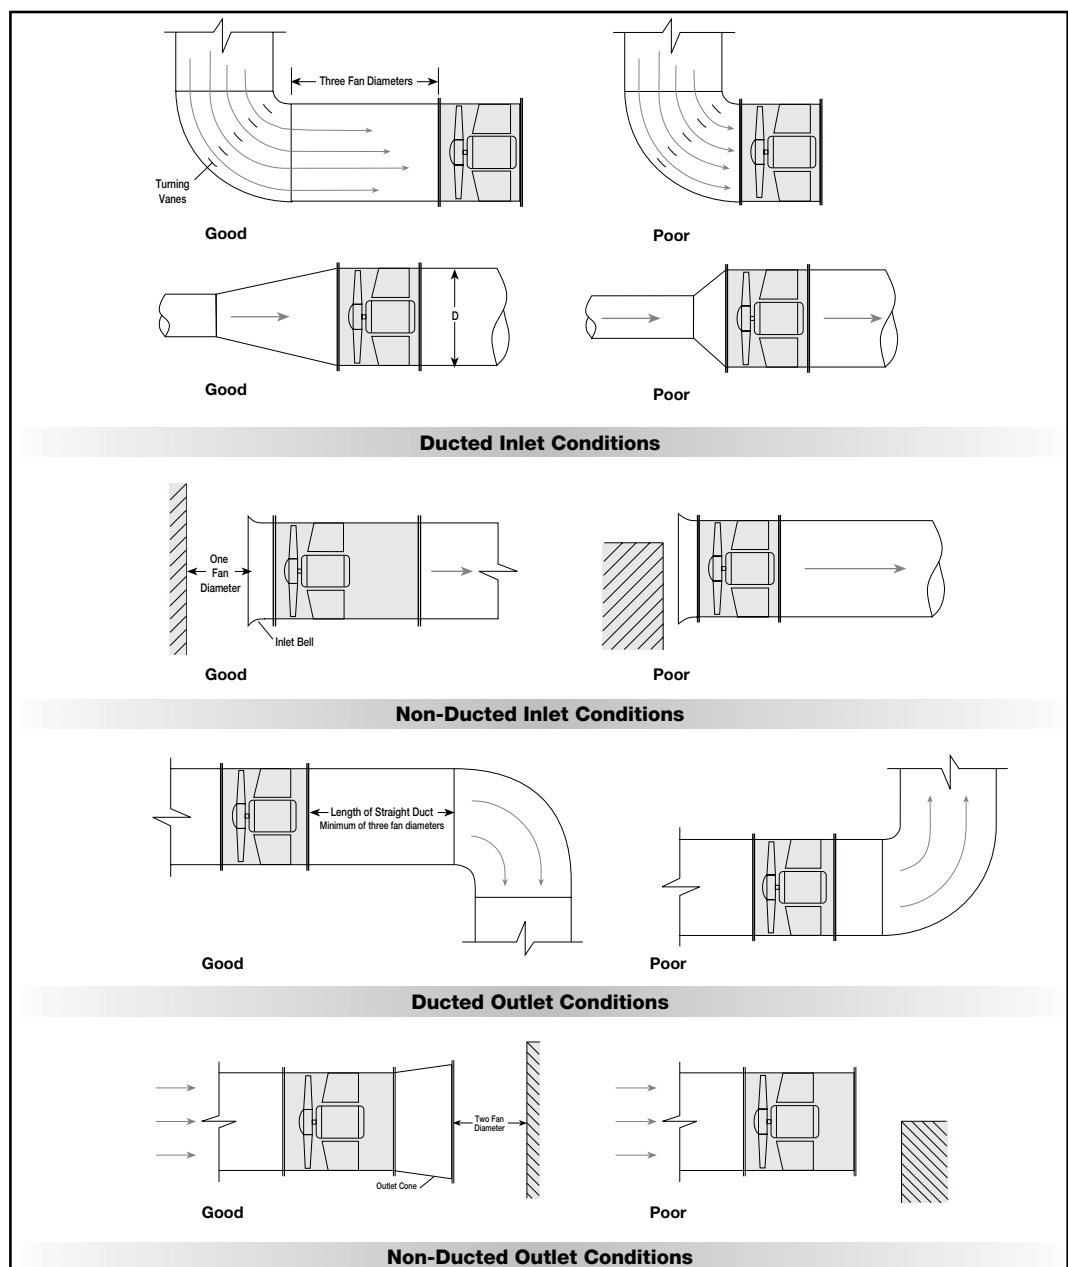 Three Fan Diameters
Turning
Vanes
Good
Poor
D
Good
Poor
Ducted Inlet Conditions
One
Fan
Diameter
Inlet Bell
Good
Poor
Non-Ducted Inlet Conditions
Length of Straight Duct
Minimum of three fan diameters
Good
Poor
Ducted Outlet Conditions
Two Fan
Diameter
Outlet Cone
Good
Poor
Non-Ducted Outlet Conditions